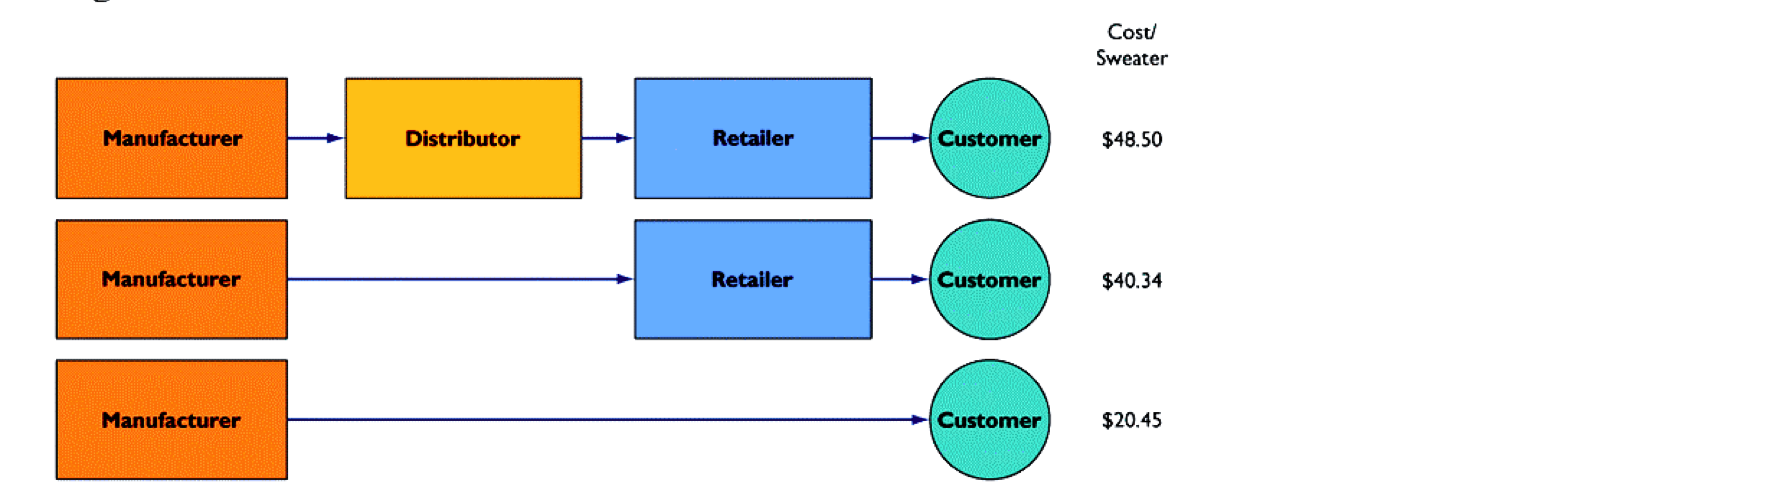 Cost/
Sweater
Manufacturer Distributor Retailer Customer $48.50
Manufacturer Retailer Customer $40.34
Manufacturer Customer $20.45